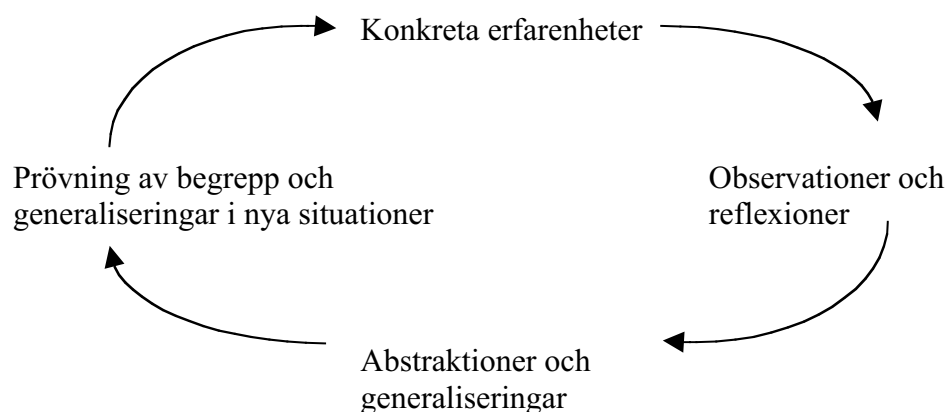 Konkreta erfarenheter
Prövning av begrepp och
generaliseringar i nya situationer
Observationer och
reflexioner
Abstraktioner och
generaliseringar